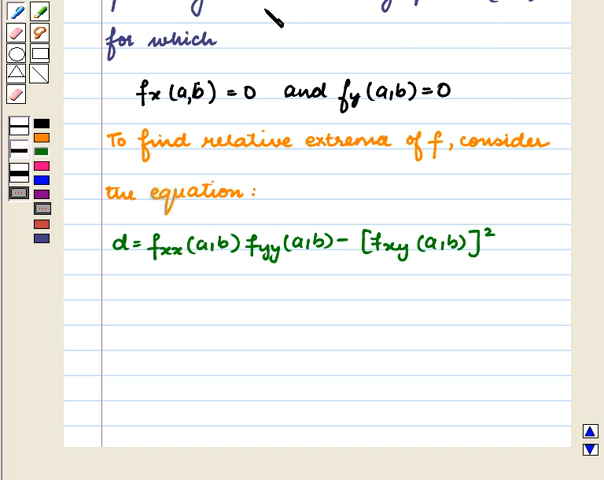 for which
fx (a,b) = 0 and fy (a,b) = 0
To find relative extrema of f, consider
the equation :
d = fxx (a,b) fyy (a,b) - [fxy (a,b)]²